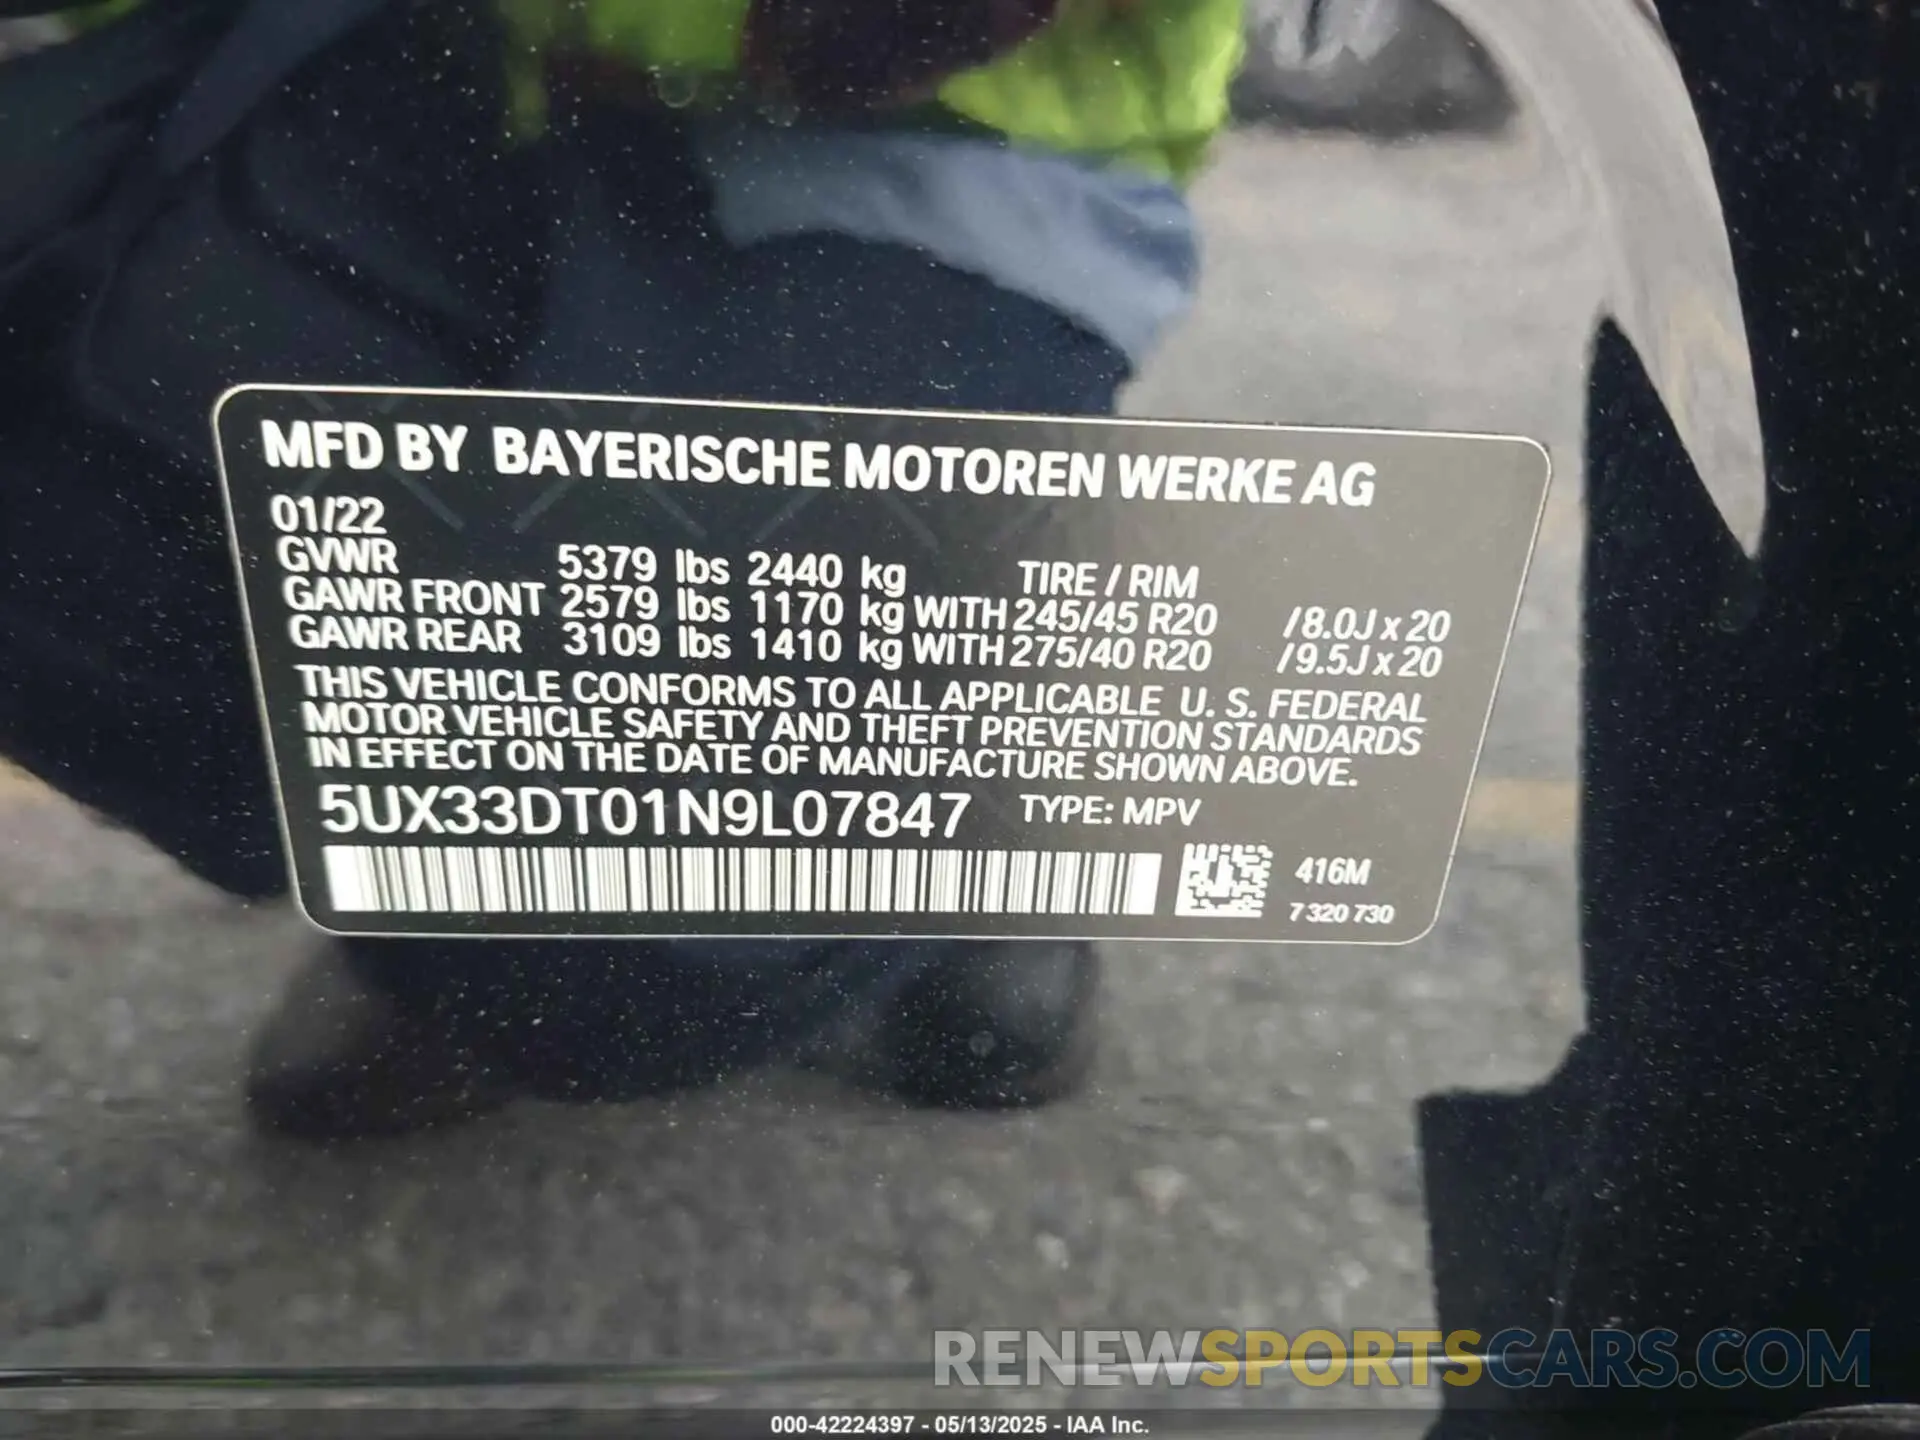 MFD BY BAYERISCHE MOTOREN WERKE AG
01/22
GVWR 5379 lbs 2440 kg TIRE / RIM
GAWR FRONT 2579 lbs 1170 kg WITH 245/45 R20 /8.0J x 20
GAWR REAR 3109 lbs 1410 kg WITH 275/40 R20 /9.5J x 20
THIS VEHICLE CONFORMS TO ALL APPLICABLE U. S. FEDERAL
MOTOR VEHICLE SAFETY AND THEFT PREVENTION STANDARDS
IN EFFECT ON THE DATE OF MANUFACTURE SHOWN ABOVE.
5UX33DT01N9L07847 TYPE: MPV
416M
7 320 730
RENEWSPORTSCARS.COM
000-42224397 - 05/13/2025 - IAA Inc.